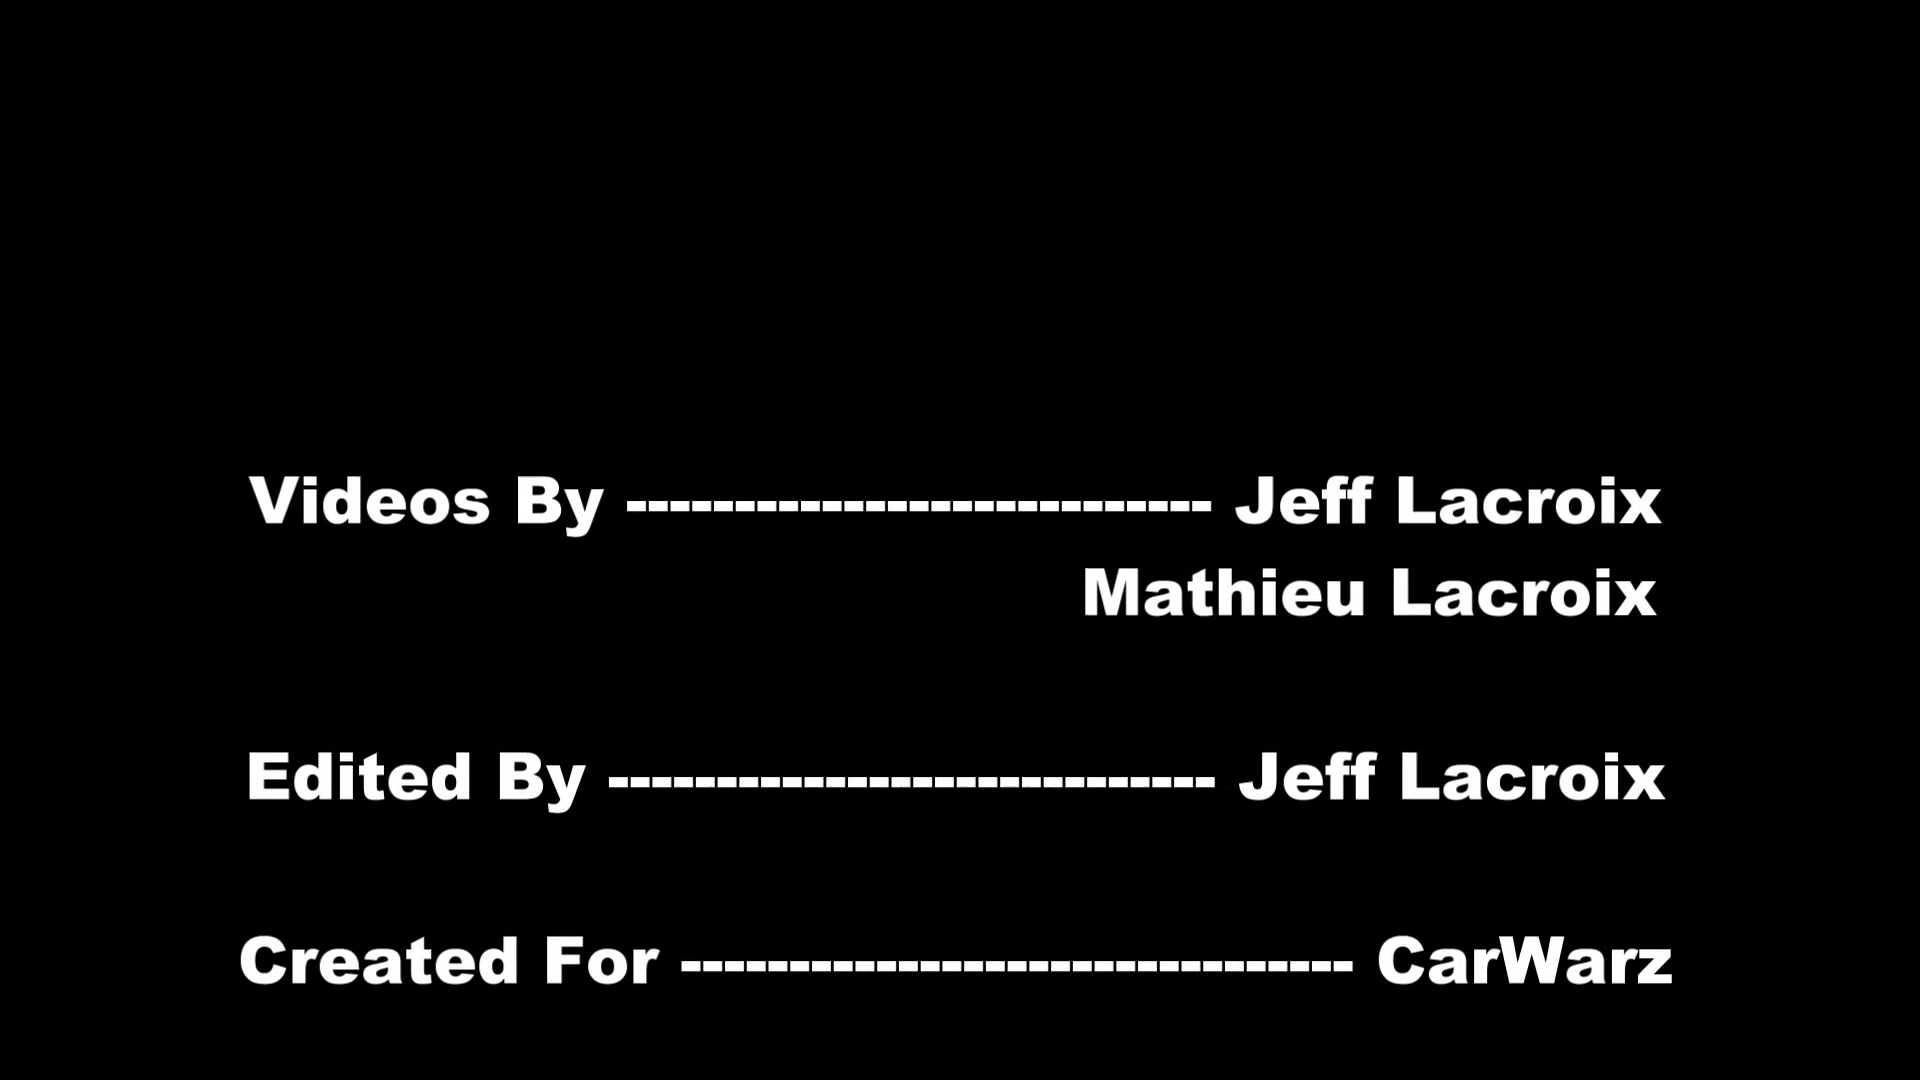 Videos By --------------------------- Jeff Lacroix
Mathieu Lacroix
Edited By ---------------------------- Jeff Lacroix
Created For ------------------------------- CarWarz